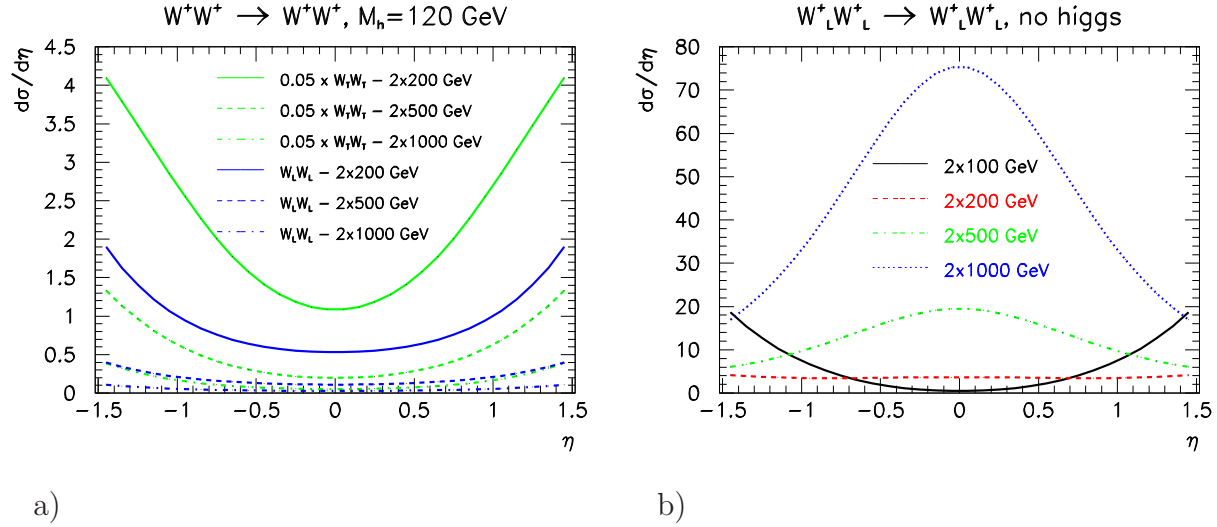 W⁺W⁺ → W⁺W⁺, Mₕ=120 GeV
dσ/dη
4.5
4
3.5
3
2.5
2
1.5
1
0.5
0
0.05 x W_TW_T – 2x200 GeV
0.05 x W_TW_T – 2x500 GeV
0.05 x W_TW_T – 2x1000 GeV
W_LW_L – 2x200 GeV
W_LW_L – 2x500 GeV
W_LW_L – 2x1000 GeV
−1.5 −1 −0.5 0 0.5 1 1.5
η
a)
W⁺_LW⁺_L → W⁺_LW⁺_L, no higgs
dσ/dη
80
70
60
50
40
30
20
10
0
2x100 GeV
2x200 GeV
2x500 GeV
2x1000 GeV
−1.5 −1 −0.5 0 0.5 1 1.5
η
b)